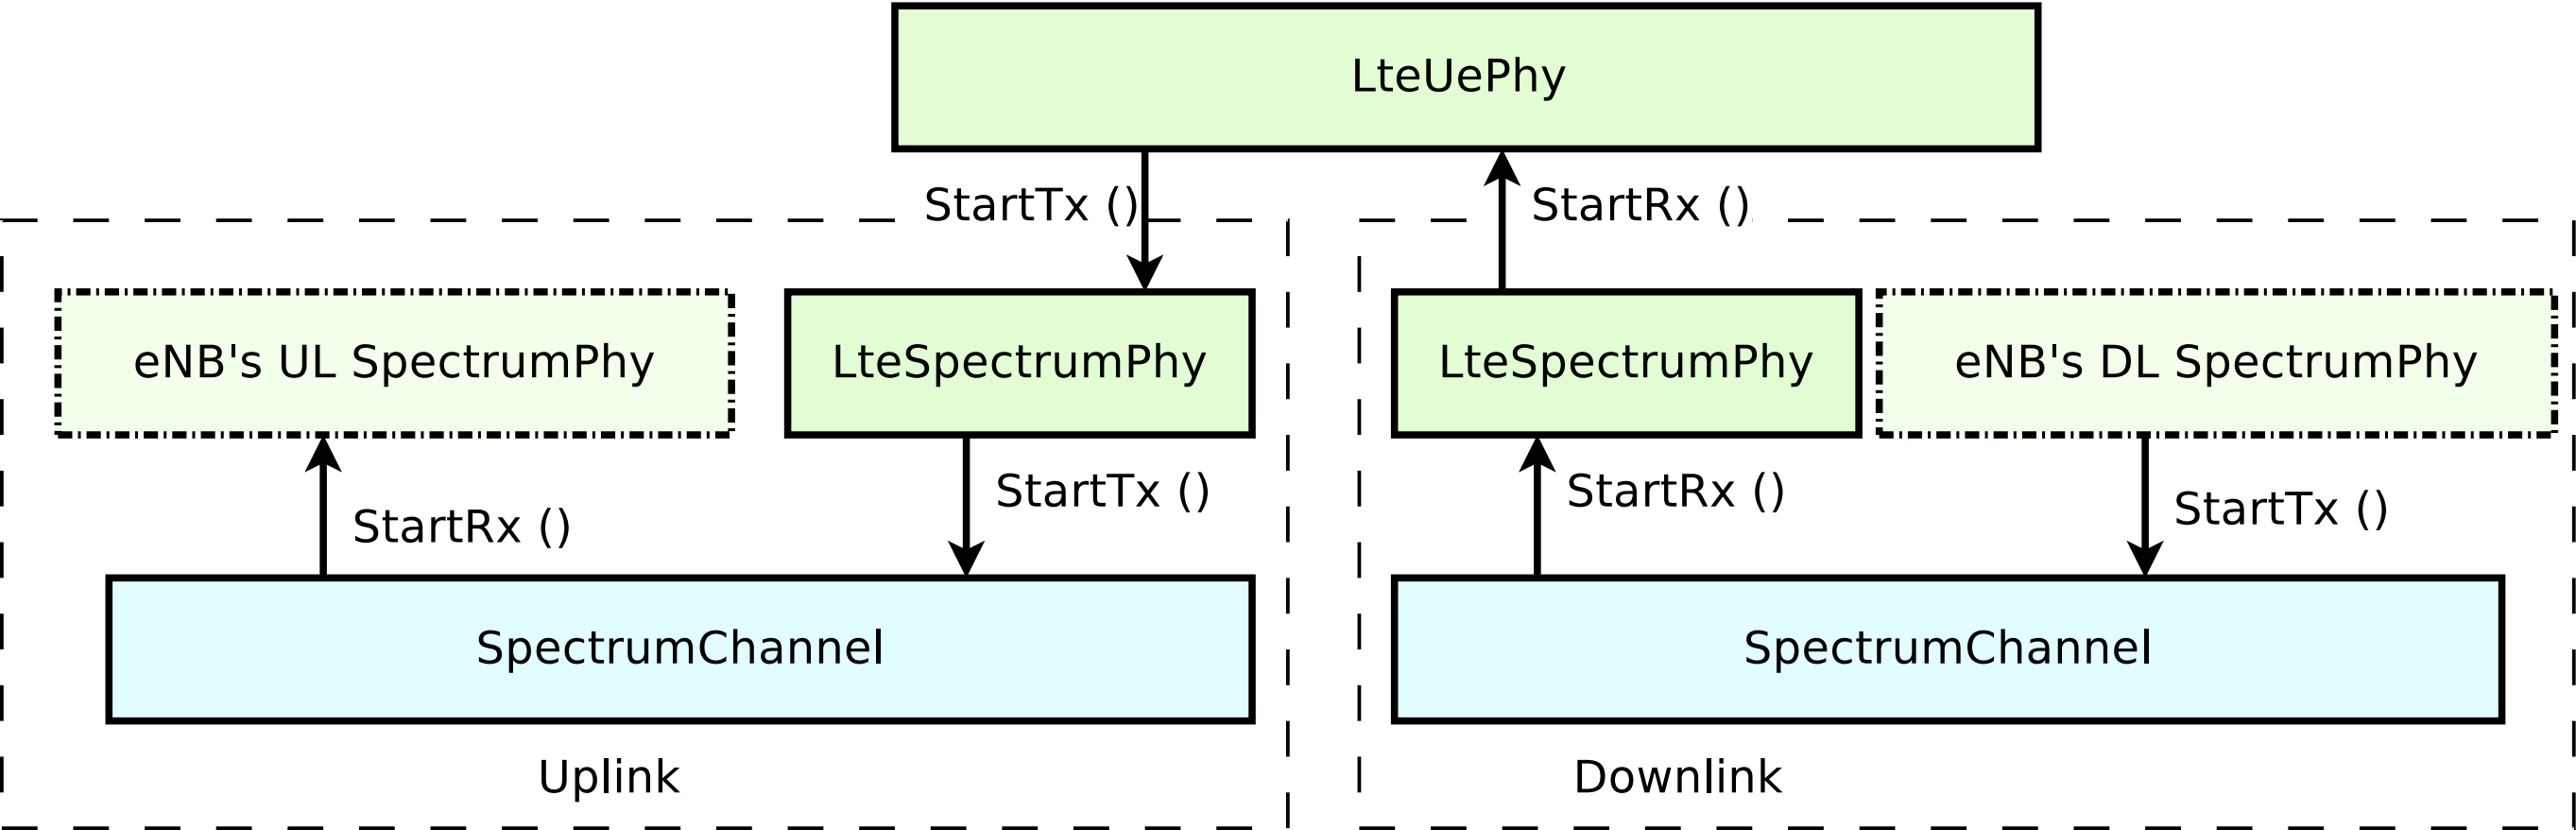 LteUePhy
StartTx ()
StartRx ()
eNB's UL SpectrumPhy
LteSpectrumPhy
LteSpectrumPhy
eNB's DL SpectrumPhy
StartRx ()
StartTx ()
StartRx ()
StartTx ()
SpectrumChannel
SpectrumChannel
Uplink
Downlink